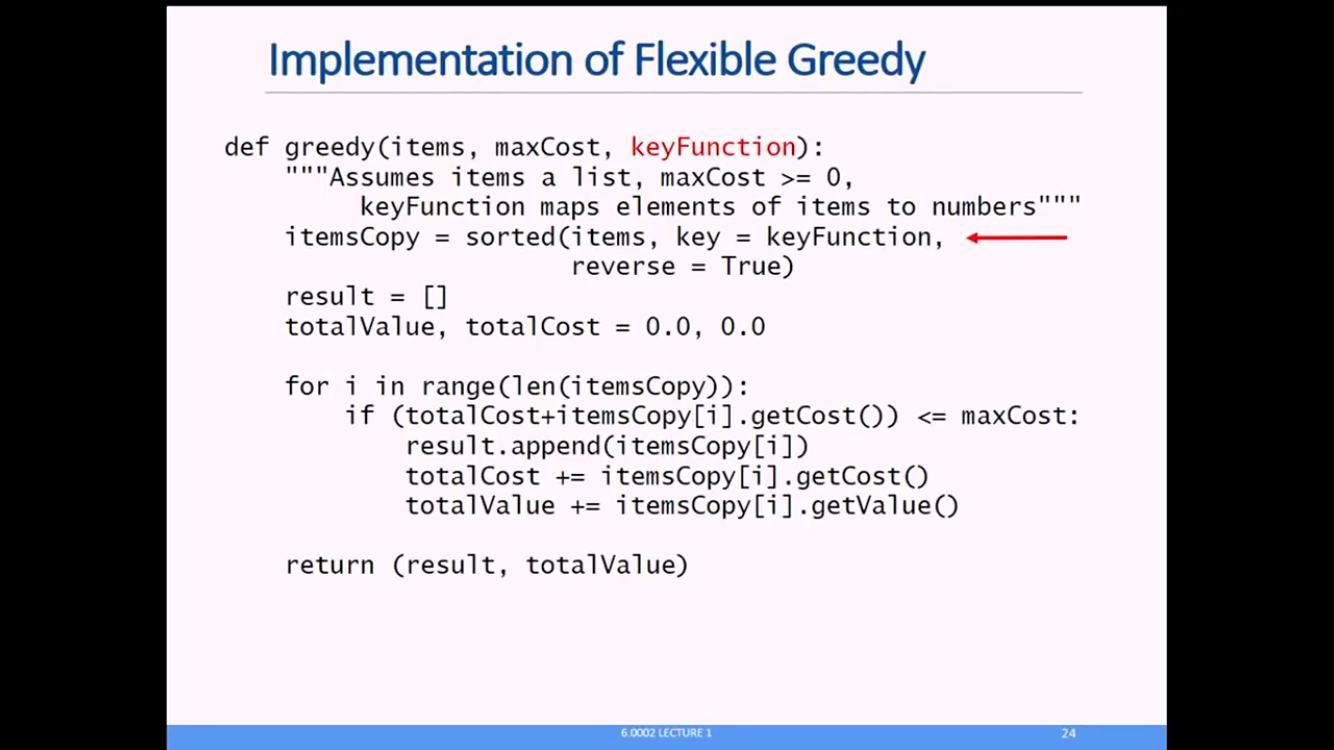 Implementation of Flexible Greedy
def greedy(items, maxCost, keyFunction):
"""Assumes items a list, maxCost >= 0,
keyFunction maps elements of items to numbers"""
itemsCopy = sorted(items, key = keyFunction,
reverse = True)
result = []
totalValue, totalCost = 0.0, 0.0
for i in range(len(itemsCopy)):
if (totalCost+itemsCopy[i].getCost()) <= maxCost:
result.append(itemsCopy[i])
totalCost += itemsCopy[i].getCost()
totalValue += itemsCopy[i].getValue()
return (result, totalValue)
6.0002 LECTURE 1
24